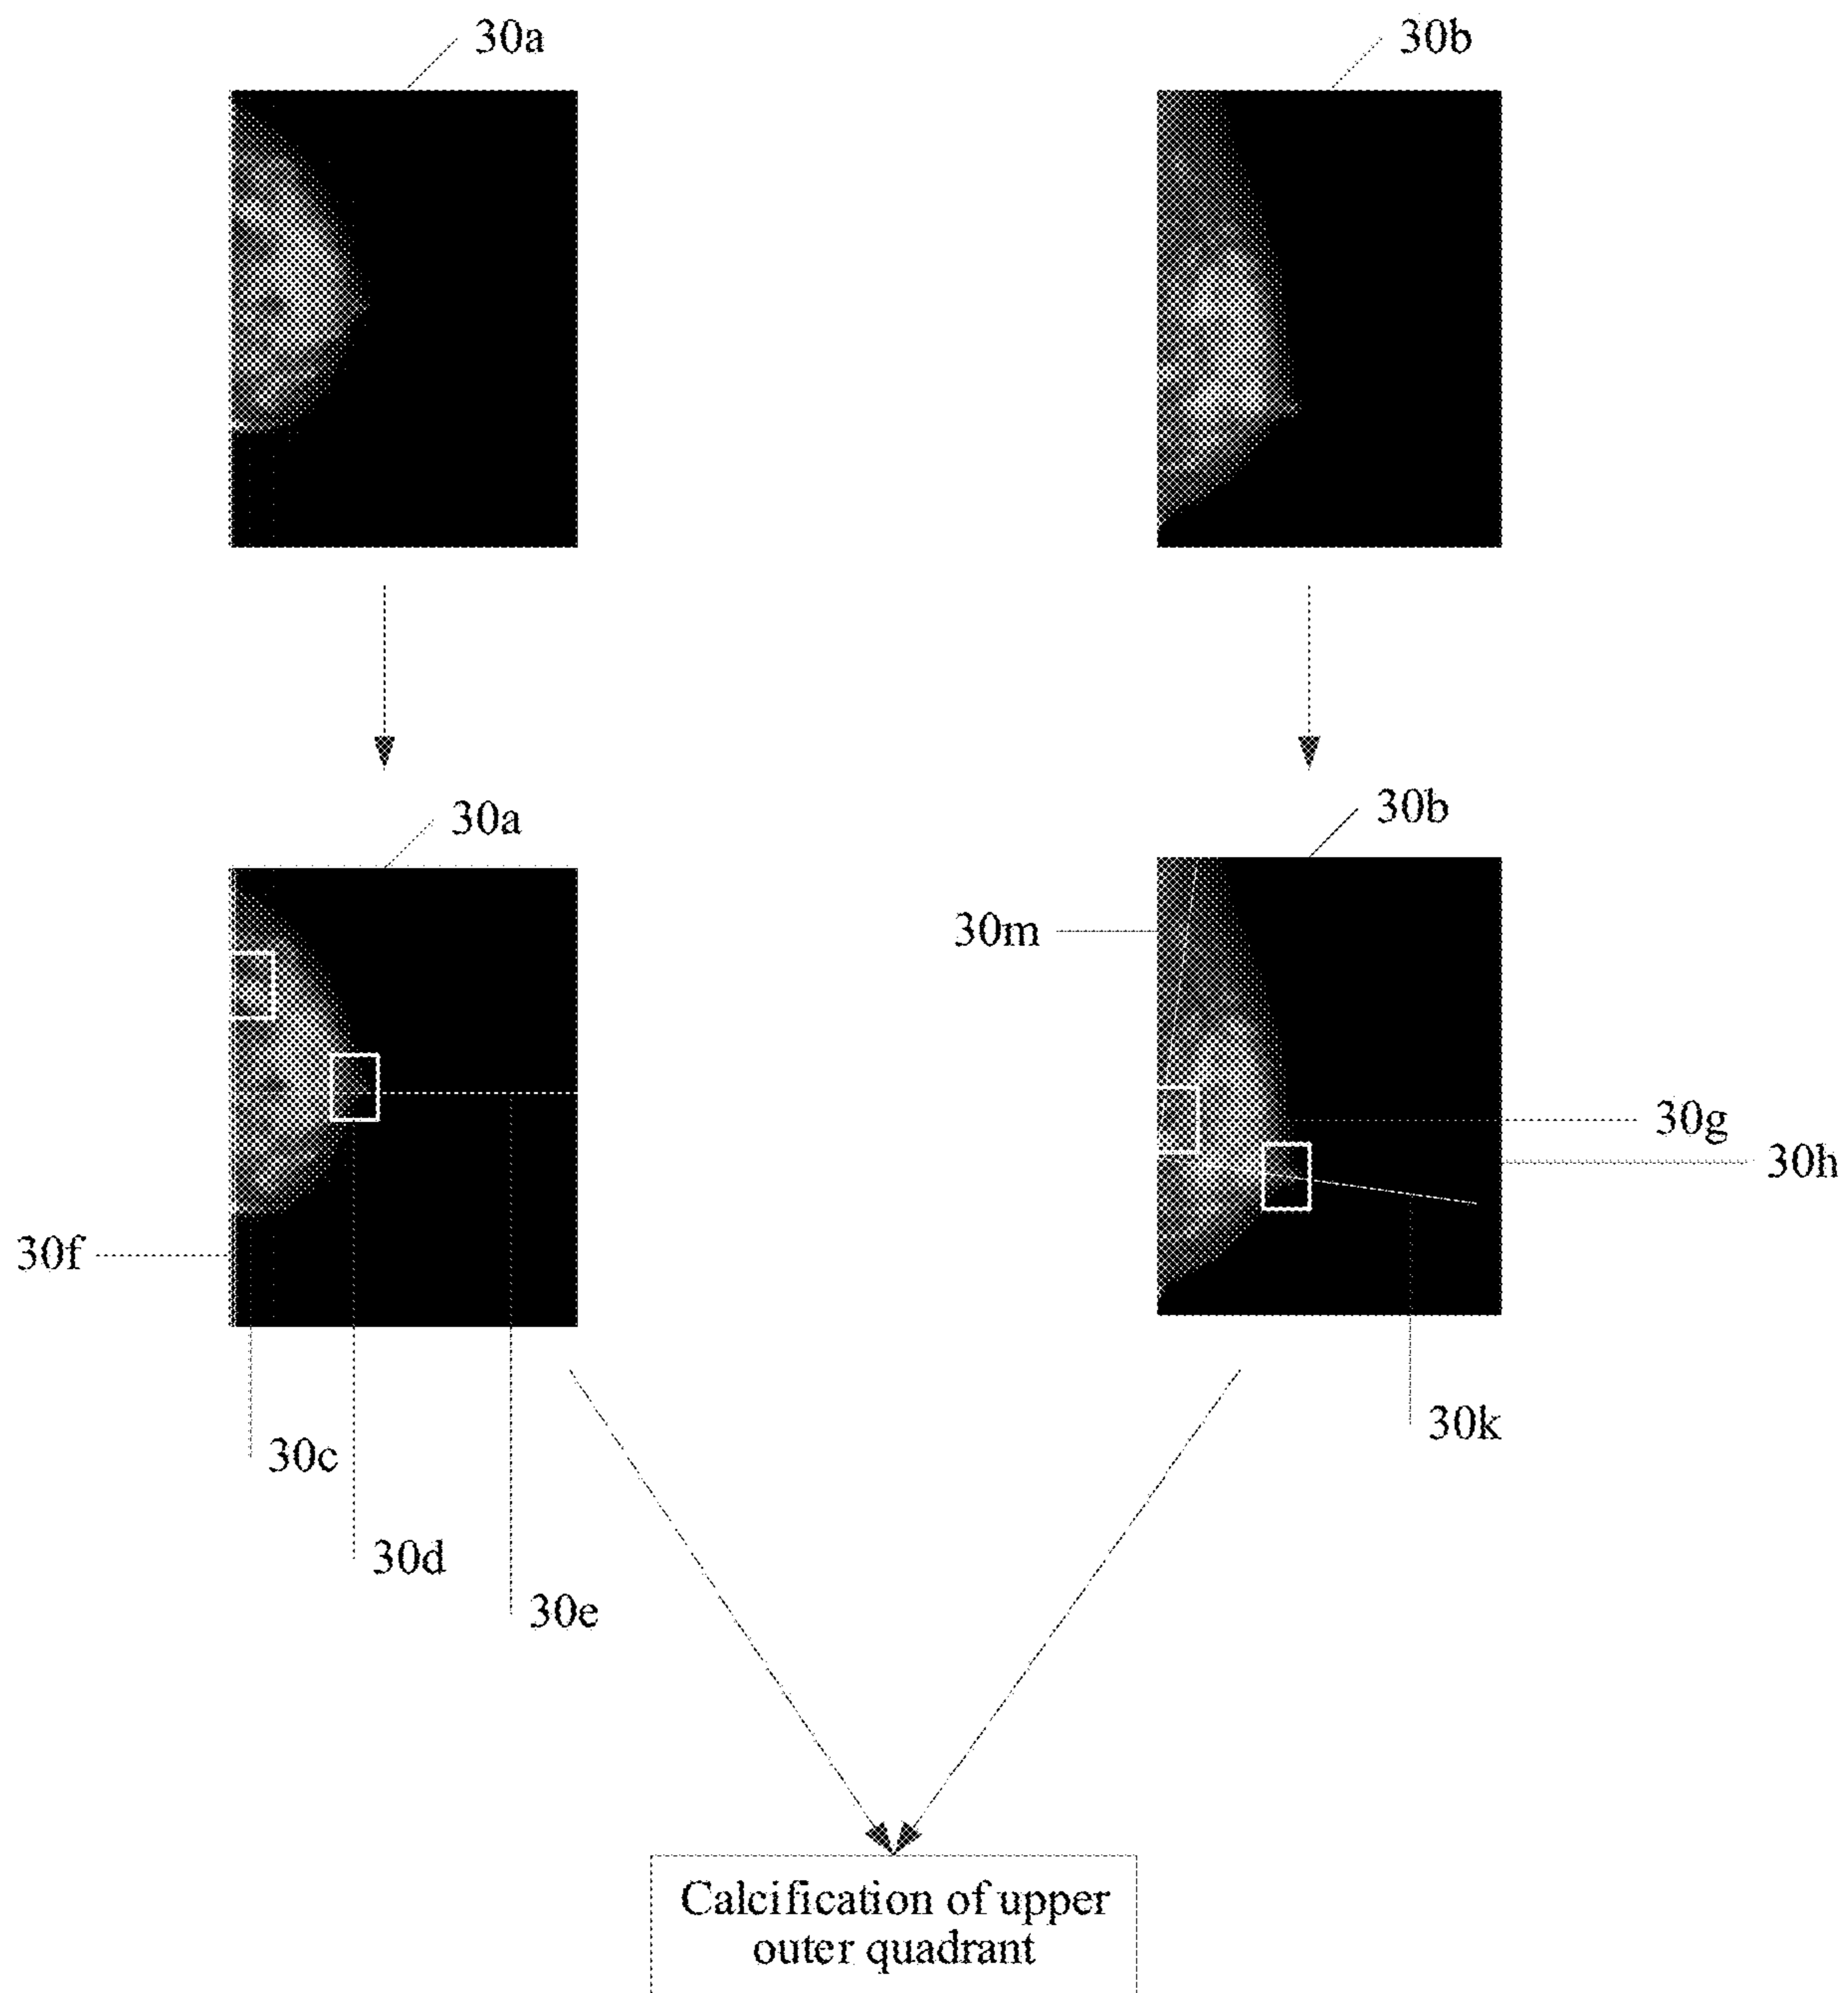 30a
30b
30a
30b
30m
30g
30h
30f
30k
30c
30d
30e
Calcification of upper
outer quadrant